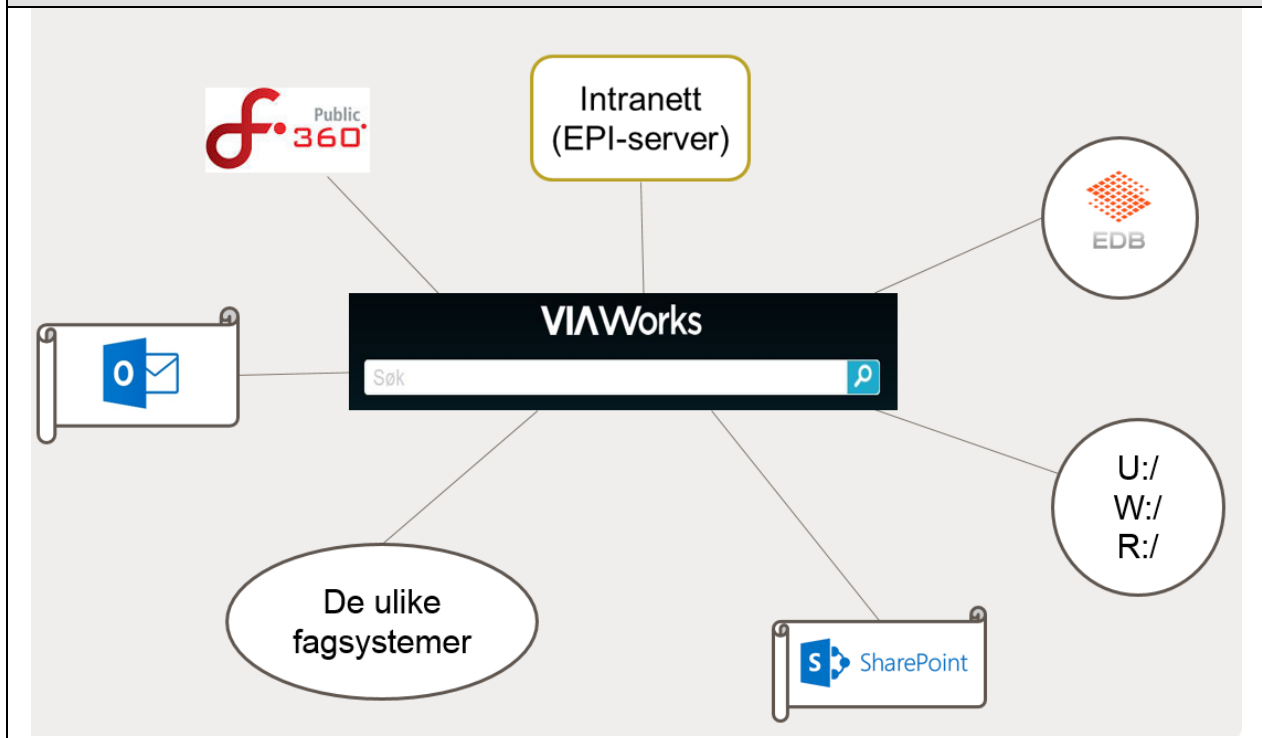 Public
360°
Intranett
(EPI-server)
EDB
VIAWorks
Søk
O
U:/
W:/
R:/
De ulike
fagsystemer
S SharePoint